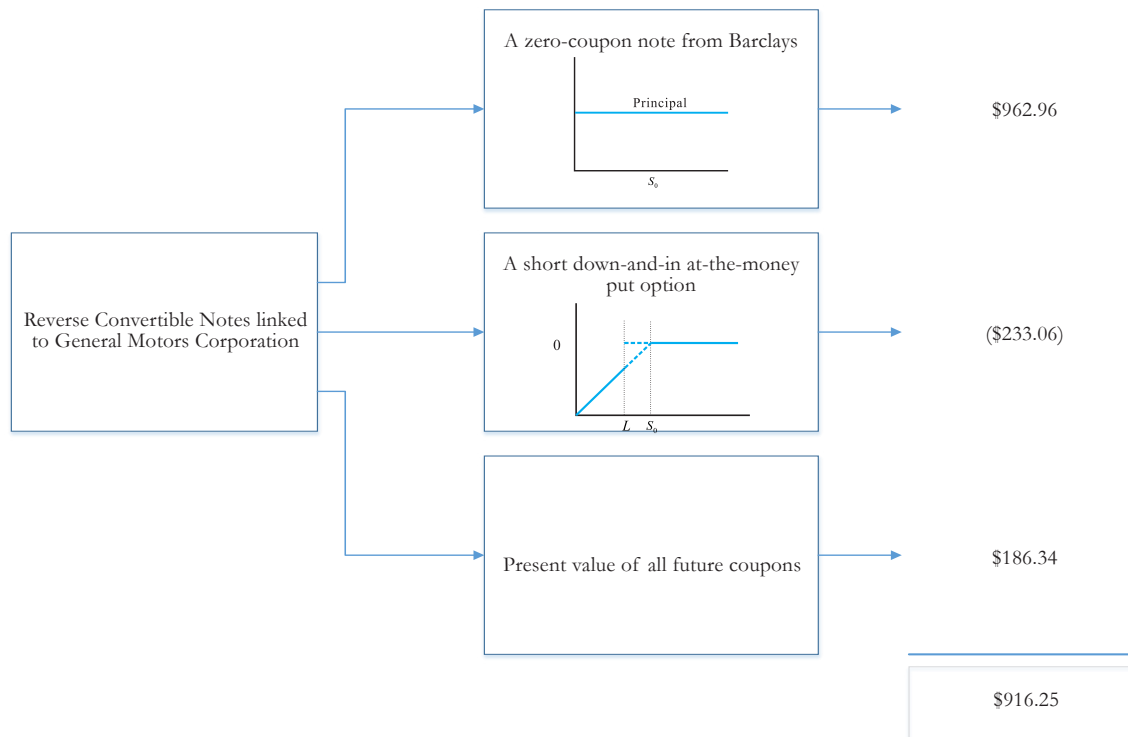 A zero-coupon note from Barclays
Principal
S₀
$962.96
Reverse Convertible Notes linked
to General Motors Corporation
A short down-and-in at-the-money
put option
0
L S₀
($233.06)
Present value of all future coupons
$186.34
$916.25